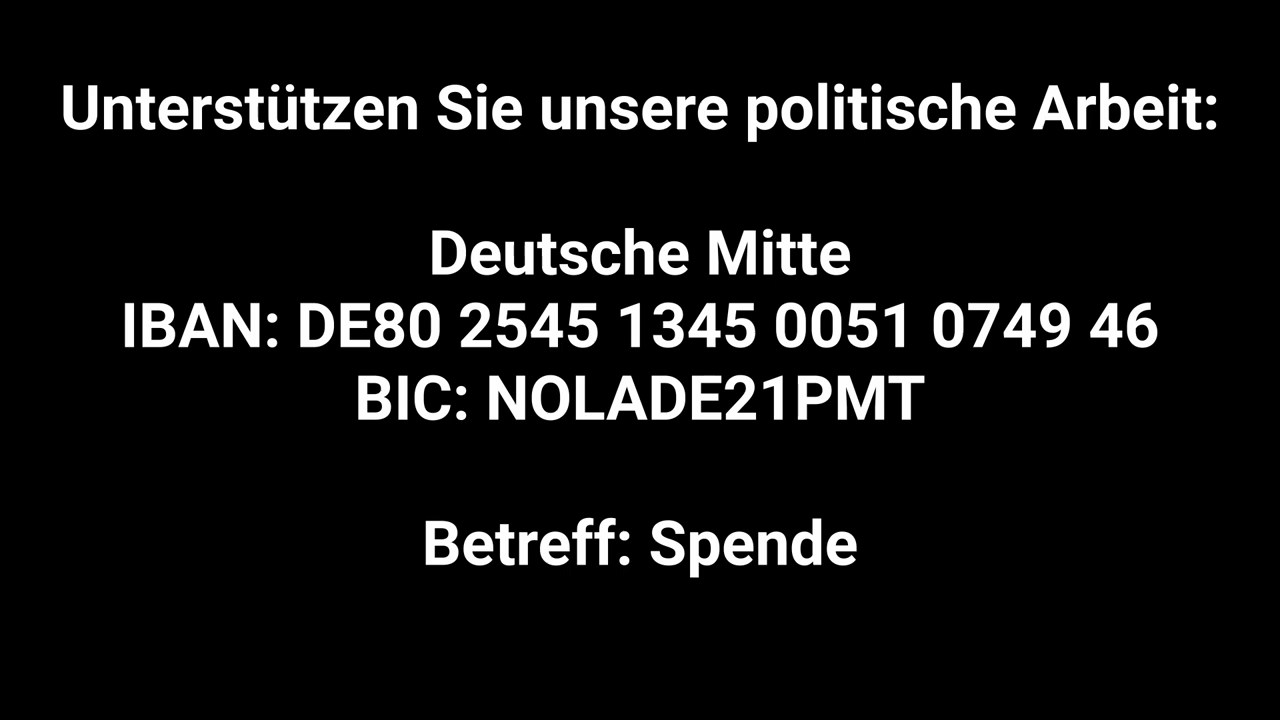 Unterstützen Sie unsere politische Arbeit:
Deutsche Mitte
IBAN: DE80 2545 1345 0051 0749 46
BIC: NOLADE21PMT
Betreff: Spende